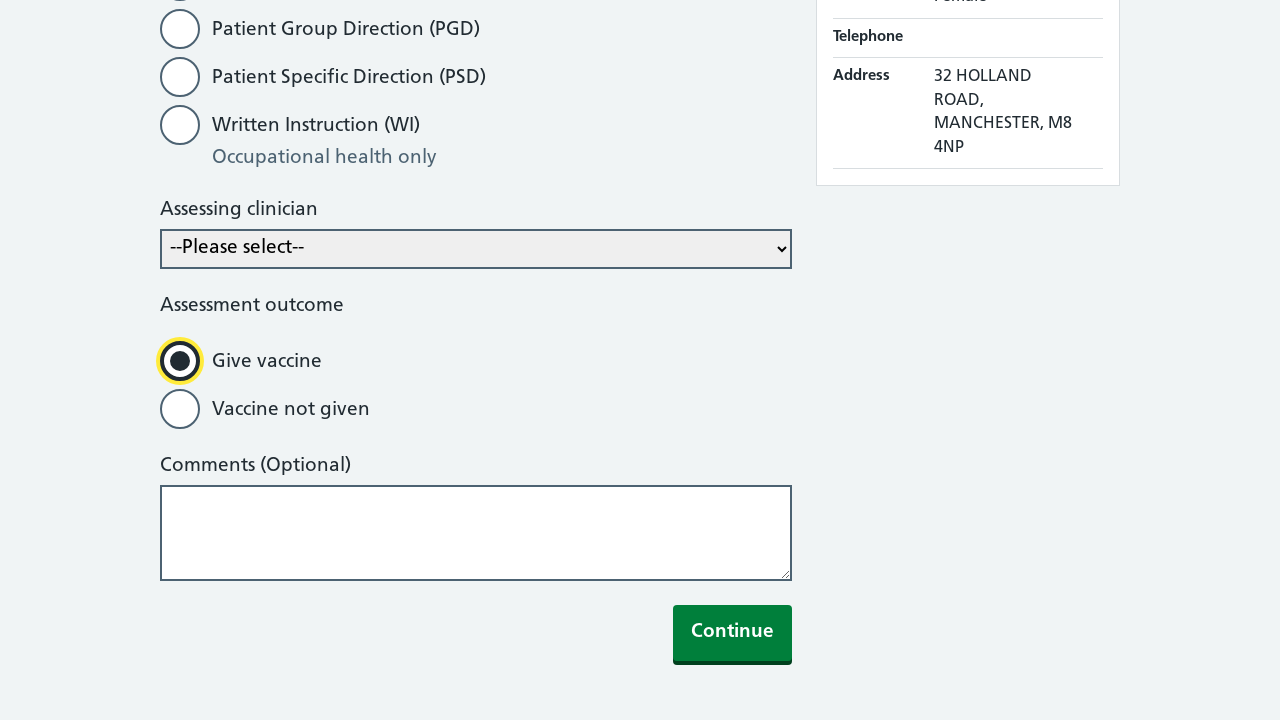 Patient Group Direction (PGD)
Patient Specific Direction (PSD)
Written Instruction (WI)
Occupational health only
Assessing clinician
--Please select--
Assessment outcome
Give vaccine
Vaccine not given
Comments (Optional)
Continue
Telephone
Address
32 HOLLAND
ROAD,
MANCHESTER, M8
4NP